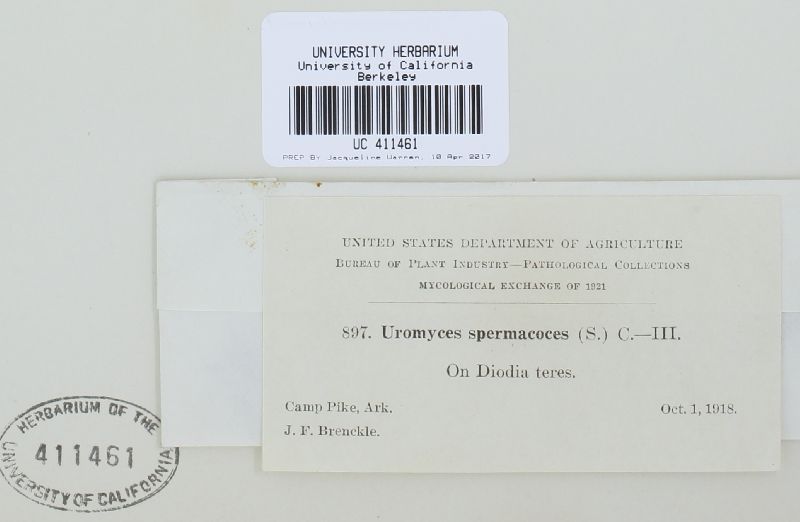 UNIVERSITY HERBARIUM
University of California
Berkeley
UC 411461
PREP BY Jacqueline Warren, 10 Apr 2017
UNITED STATES DEPARTMENT OF AGRICULTURE
BUREAU OF PLANT INDUSTRY—PATHOLOGICAL COLLECTIONS
MYCOLOGICAL EXCHANGE OF 1921
897. Uromyces spermacoces (S.) C.—III.
On Diodia teres.
Camp Pike, Ark. Oct. 1, 1918.
J. F. Brenckle.
HERBARIUM OF THE
411461
UNIVERSITY OF CALIFORNIA